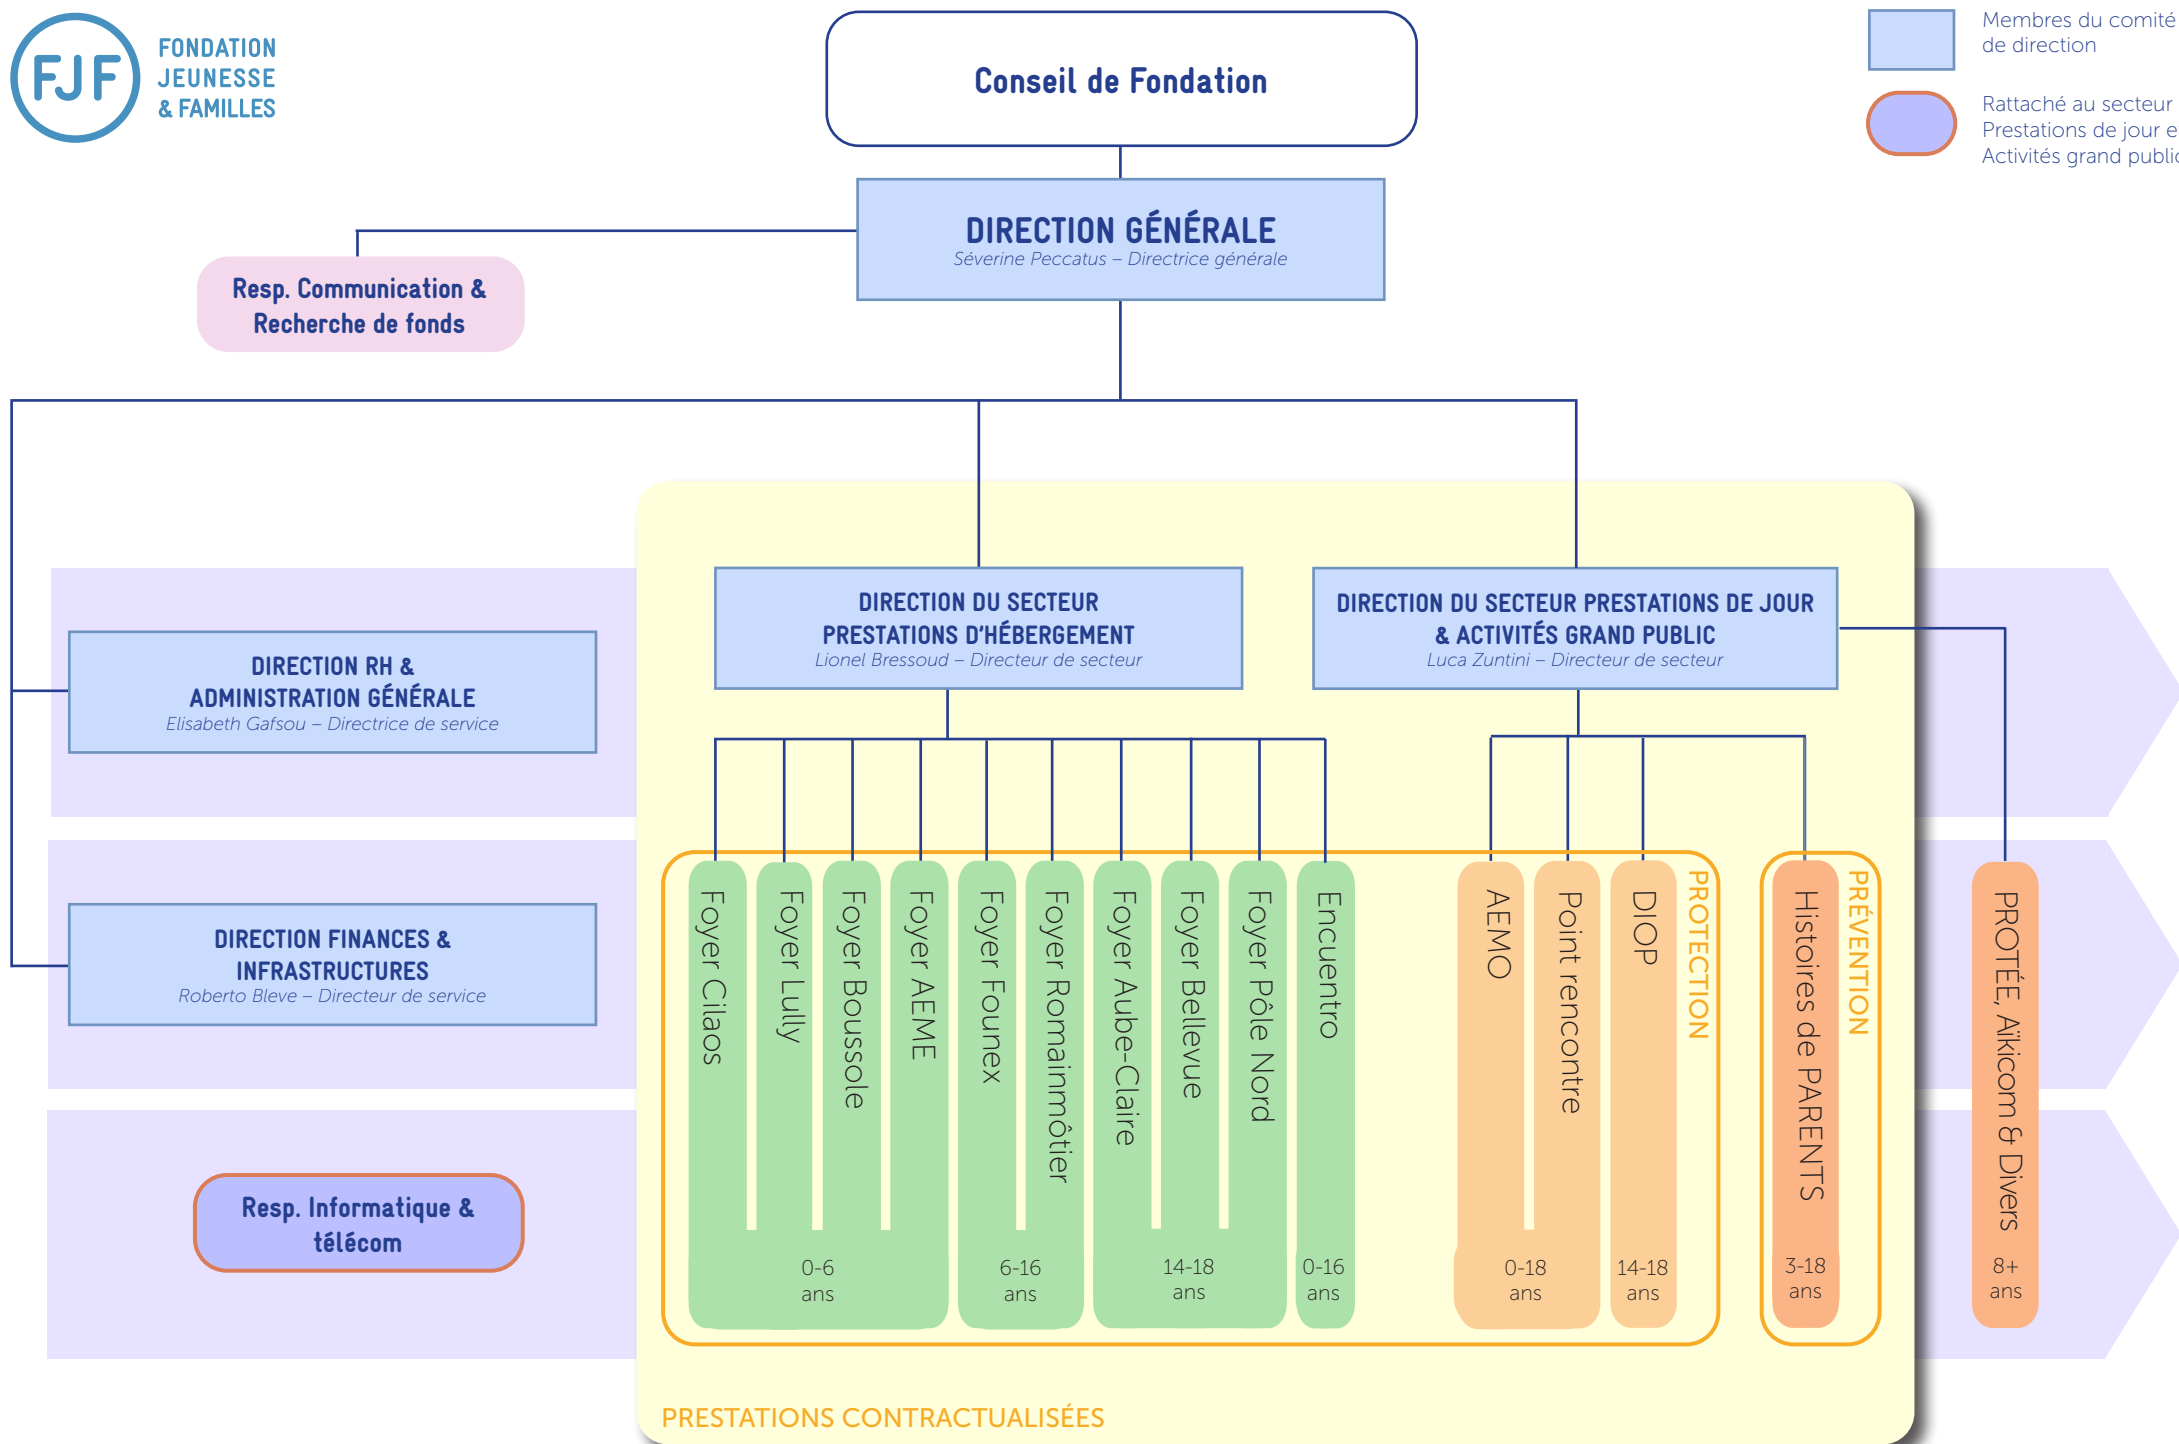 FJF
FONDATION
JEUNESSE
& FAMILLES
Conseil de Fondation
Membres du comité
de direction
Rattaché au secteur
Prestations de jour e
Activités grand public
DIRECTION GÉNÉRALE
Séverine Peccatus – Directrice générale
Resp. Communication &
Recherche de fonds
DIRECTION RH &
ADMINISTRATION GÉNÉRALE
Elisabeth Gafsou – Directrice de service
DIRECTION DU SECTEUR
PRESTATIONS D'HÉBERGEMENT
Lionel Bressoud – Directeur de secteur
DIRECTION DU SECTEUR PRESTATIONS DE JOUR
& ACTIVITÉS GRAND PUBLIC
Luca Zuntini – Directeur de secteur
DIRECTION FINANCES &
INFRASTRUCTURES
Roberto Bleve – Directeur de service
Resp. Informatique &
télécom
Foyer Cilaos
Foyer Lully
Foyer Boussole
Foyer AEME
Foyer Founex
Foyer Romainmôtier
Foyer Aube-Claire
Foyer Bellevue
Foyer Pôle Nord
Encuentro
AEMO
Point rencontre
DIOP
PROTECTION
Histoires de PARENTS
PRÉVENTION
PROTÉE, Aïkicom & Divers
0-6
ans
6-16
ans
14-18
ans
0-16
ans
0-18
ans
14-18
ans
3-18
ans
8+
ans
PRESTATIONS CONTRACTUALISÉES